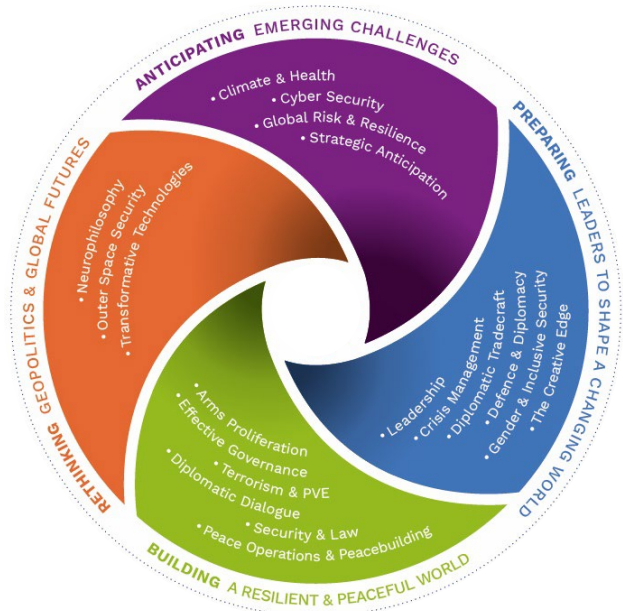 ANTICIPATING EMERGING CHALLENGES
• Climate & Health
• Cyber Security
• Global Risk & Resilience
• Strategic Anticipation
PREPARING LEADERS TO SHAPE A CHANGING WORLD
• Leadership
• Crisis Management
• Diplomatic Tradecraft
• Defence & Diplomacy
• Gender & Inclusive Security
• The Creative Edge
BUILDING A RESILIENT & PEACEFUL WORLD
• Arms Proliferation
• Effective Governance
• Terrorism & PVE
• Diplomatic Dialogue
• Security & Law
• Peace Operations & Peacebuilding
RETHINKING GEOPOLITICS & GLOBAL FUTURES
• Neurophilosophy
• Outer Space Security
• Transformative Technologies